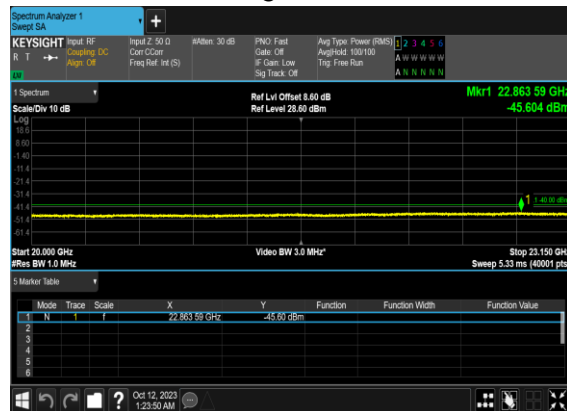 Spectrum Analyzer 1
Swept SA
+
KEYSIGHT Input: RF Input Z: 50 Ω #Atten: 30 dB PNO: Fast Avg Type: Power (RMS) 1 2 3 4 5 6
R T Coupling: DC Corr CCorr Gate: Off Avg|Hold: 100/100 A W W W W W
Align: Off Freq Ref: Int (S) IF Gain: Low Trig: Free Run
LXI Sig Track: Off A N N N N N
1 Spectrum Ref Lvl Offset 8.60 dB Mkr1 22.863 59 GHz
Scale/Div 10 dB Ref Level 28.60 dBm -45.604 dBm
Log
18.6
8.60
-1.40
-11.4
-21.4
-31.4
1 -40.00 dBm
-41.4
-51.4
-61.4
Start 20.000 GHz Video BW 3.0 MHz* Stop 23.150 GHz
#Res BW 1.0 MHz Sweep 5.33 ms (40001 pts)
5 Marker Table
Mode Trace Scale X Y Function Function Width Function Value
1 N 1 f 22.863 59 GHz -45.60 dBm
2
3
4
5
6
? Oct 12, 2023
1:23:50 AM